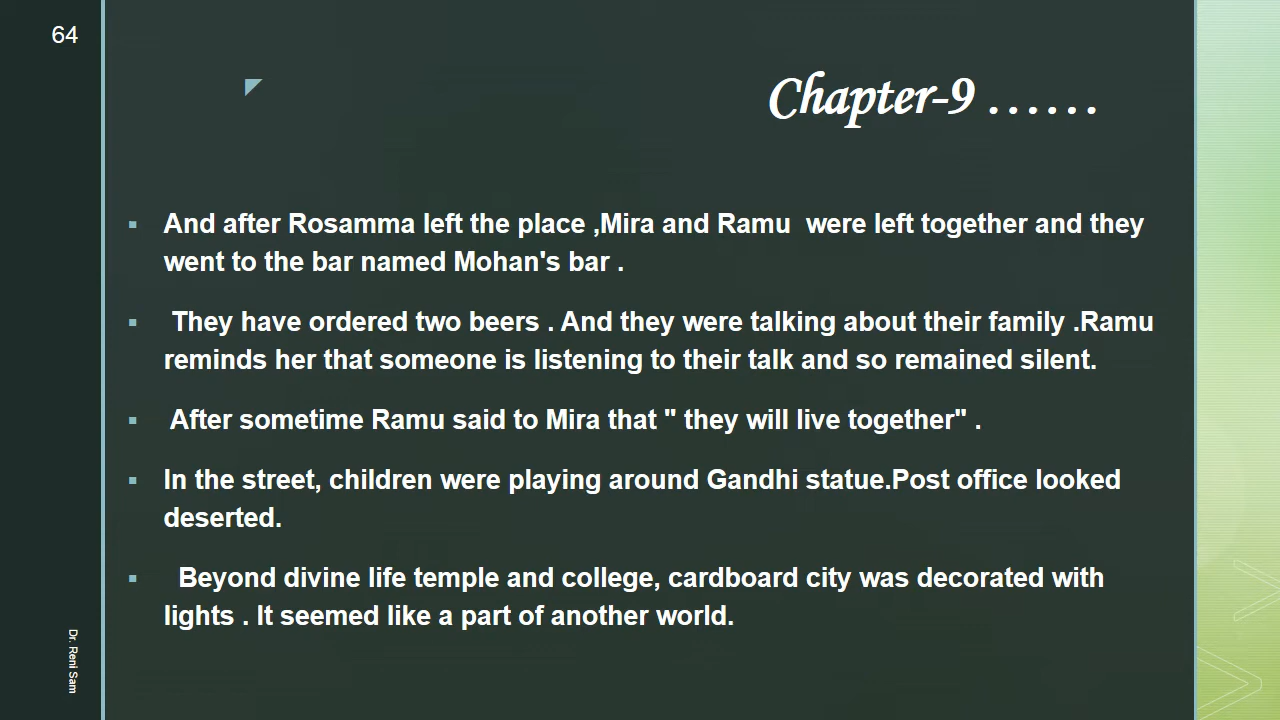 64
Chapter-9 ......
▪ And after Rosamma left the place ,Mira and Ramu  were left together and they
went to the bar named Mohan's bar .
▪ They have ordered two beers . And they were talking about their family .Ramu
reminds her that someone is listening to their talk and so remained silent.
▪ After sometime Ramu said to Mira that " they will live together" .
▪ In the street, children were playing around Gandhi statue.Post office looked
deserted.
▪ Beyond divine life temple and college, cardboard city was decorated with
lights . It seemed like a part of another world.
Dr. Reni Sam